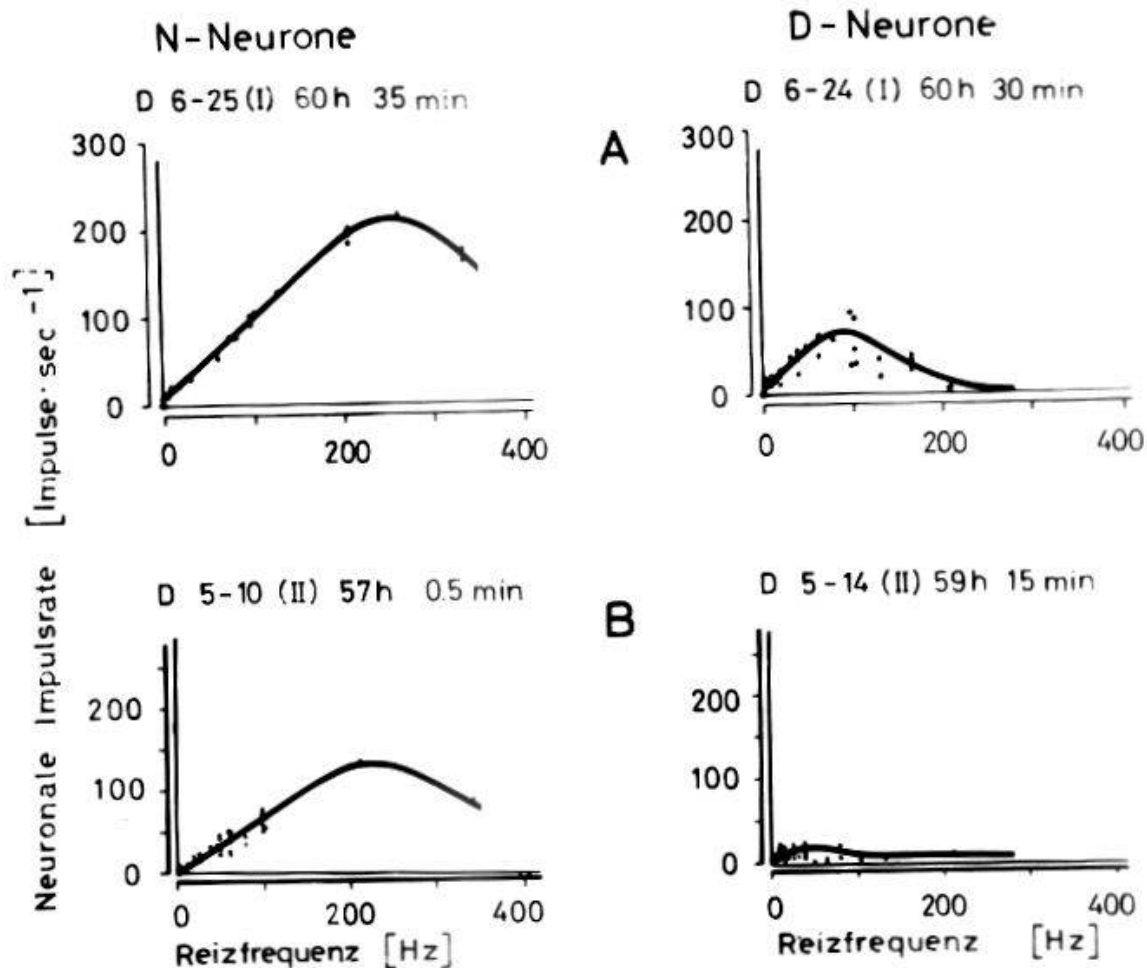 N-Neurone
D 6-25 (I) 60h 35 min
300
200
100
0
0 200 400
D-Neurone
D 6-24 (I) 60h 30 min
A
300
200
100
0
0 200 400
Neuronale Impulsrate [Impulse · sec⁻¹]
D 5-10 (II) 57h 0.5 min
200
100
0
0 200 400
Reizfrequenz [Hz]
D 5-14 (II) 59h 15 min
B
200
100
0
0 200 400
Reizfrequenz [Hz]